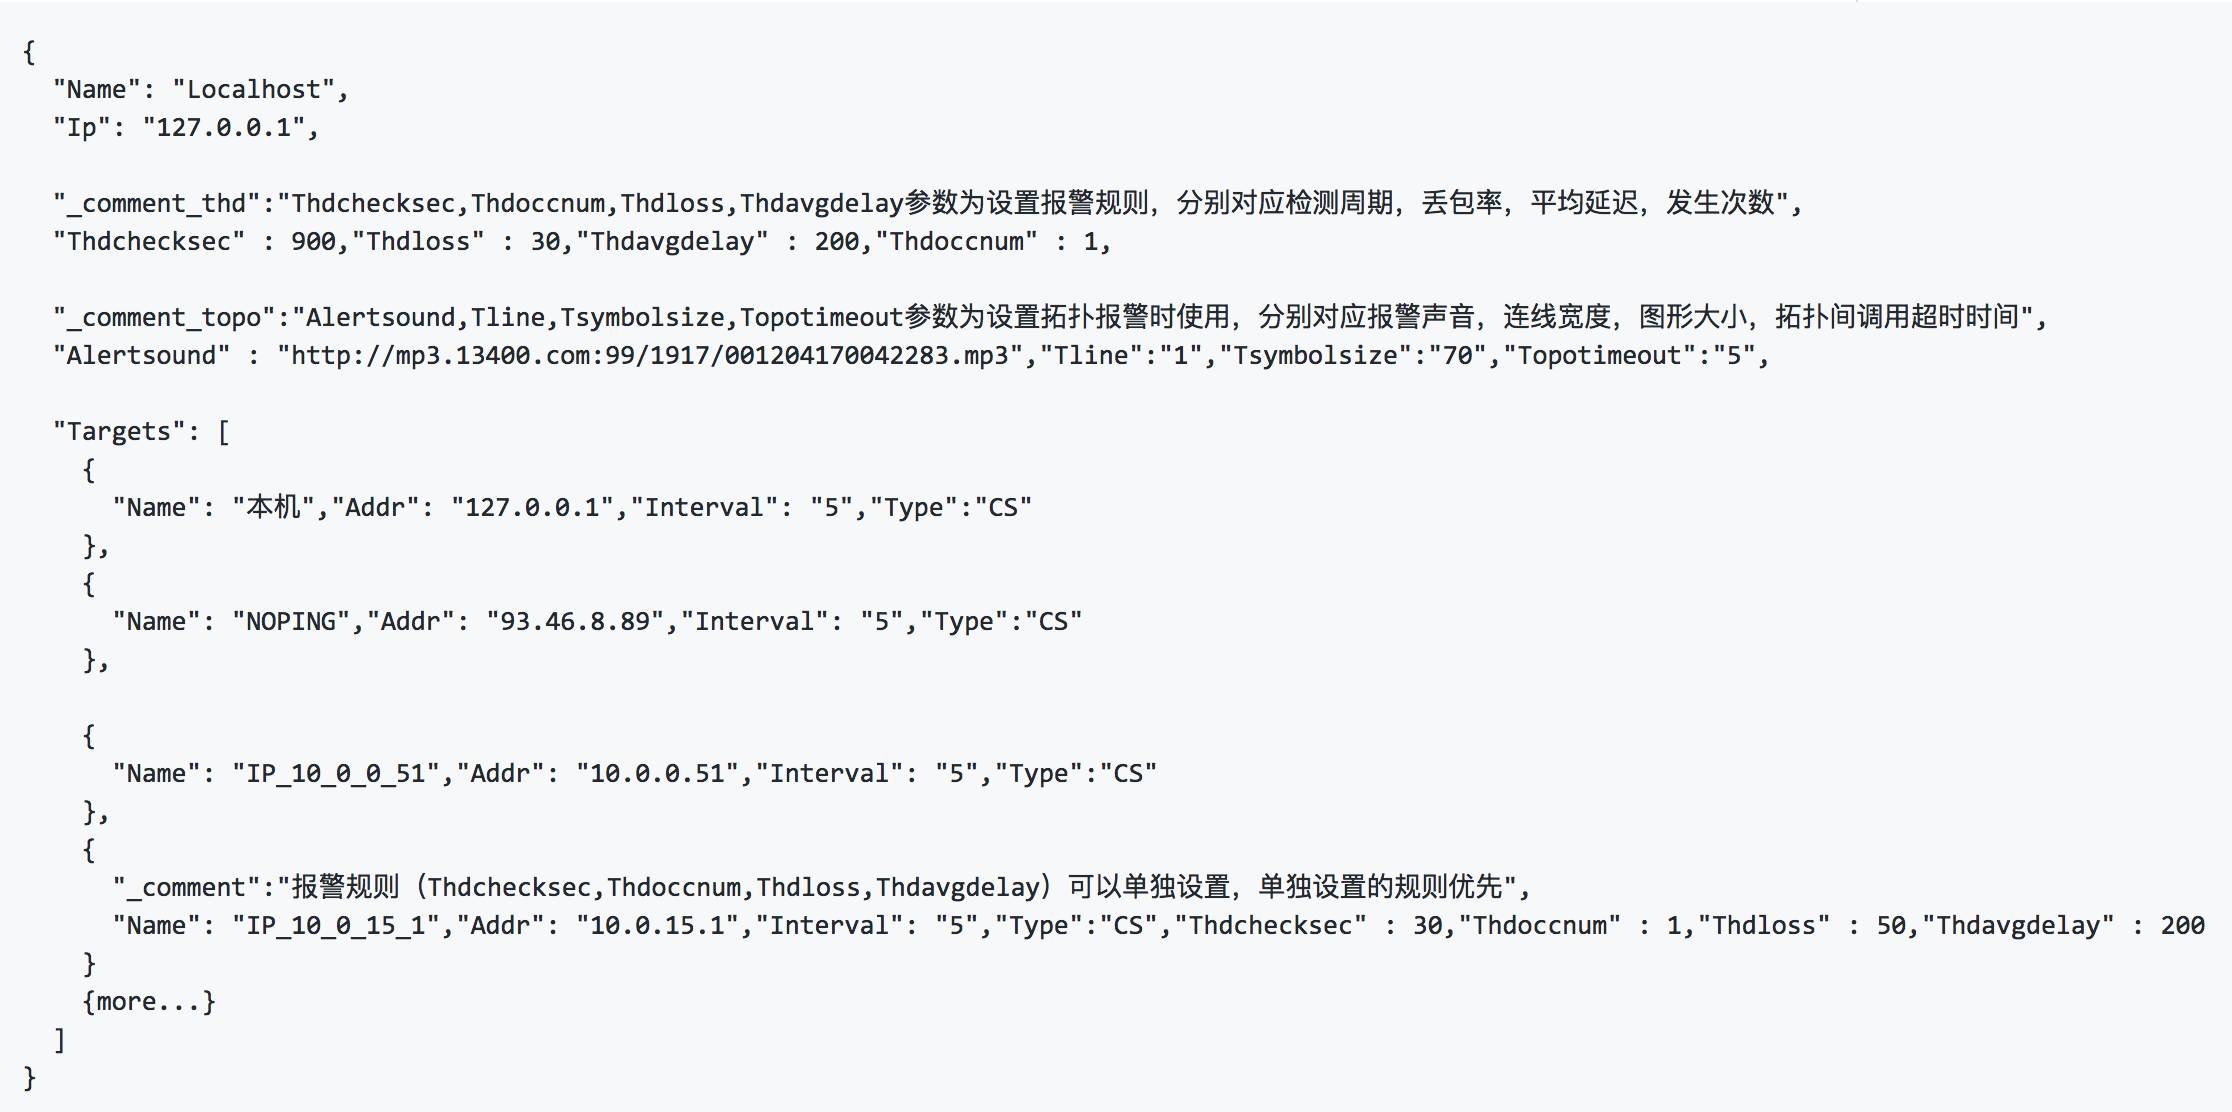 {
"Name": "Localhost",
"Ip": "127.0.0.1",
"_comment_thd":"Thdchecksec,Thdoccnum,Thdloss,Thdavgdelay参数为设置报警规则，分别对应检测周期，丢包率，平均延迟，发生次数",
"Thdchecksec" : 900,"Thdloss" : 30,"Thdavgdelay" : 200,"Thdoccnum" : 1,
"_comment_topo":"Alertsound,Tline,Tsymbolsize,Topotimeout参数为设置拓扑报警时使用，分别对应报警声音，连线宽度，图形大小，拓扑间调用超时时间",
"Alertsound" : "http://mp3.13400.com:99/1917/001204170042283.mp3","Tline":"1","Tsymbolsize":"70","Topotimeout":"5",
"Targets": [
{
"Name": "本机","Addr": "127.0.0.1","Interval": "5","Type":"CS"
},
{
"Name": "NOPING","Addr": "93.46.8.89","Interval": "5","Type":"CS"
},
{
"Name": "IP_10_0_0_51","Addr": "10.0.0.51","Interval": "5","Type":"CS"
},
{
"_comment":"报警规则（Thdchecksec,Thdoccnum,Thdloss,Thdavgdelay）可以单独设置，单独设置的规则优先",
"Name": "IP_10_0_15_1","Addr": "10.0.15.1","Interval": "5","Type":"CS","Thdchecksec" : 30,"Thdoccnum" : 1,"Thdloss" : 50,"Thdavgdelay" : 200
}
{more...}
]
}